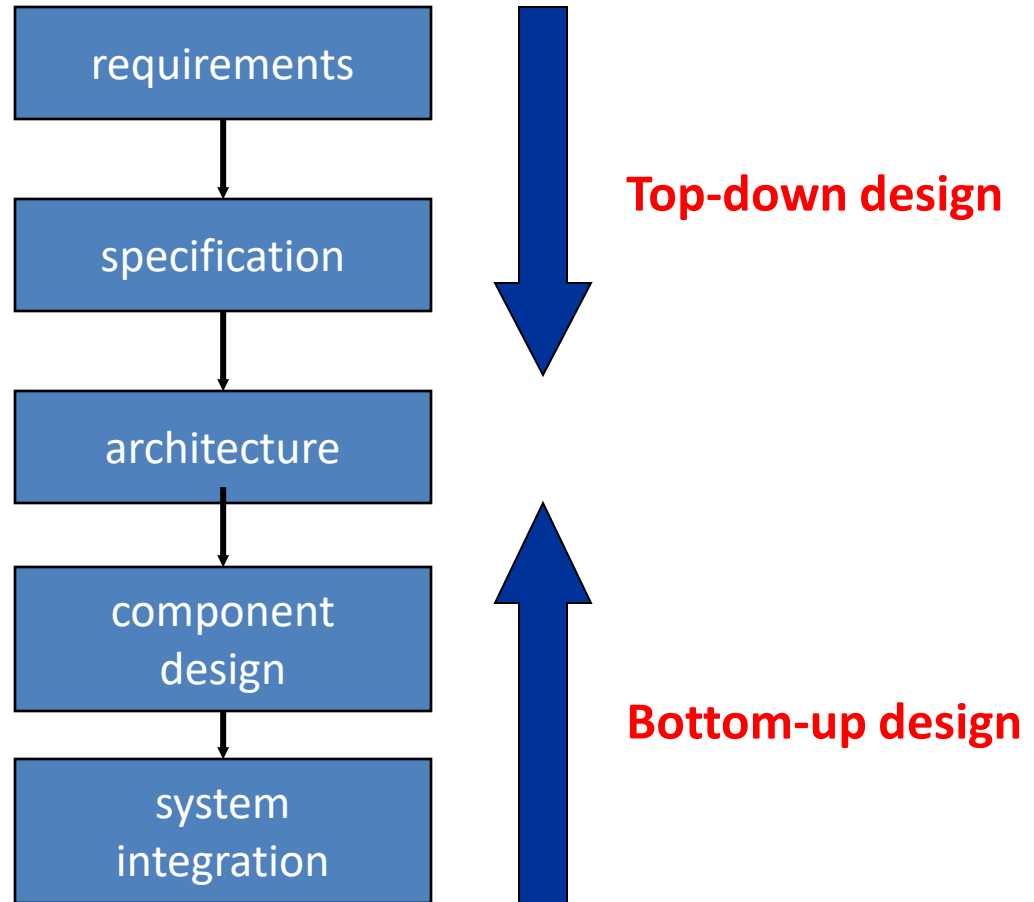 requirements
Top-down design
specification
architecture
component
design
Bottom-up design
system
integration